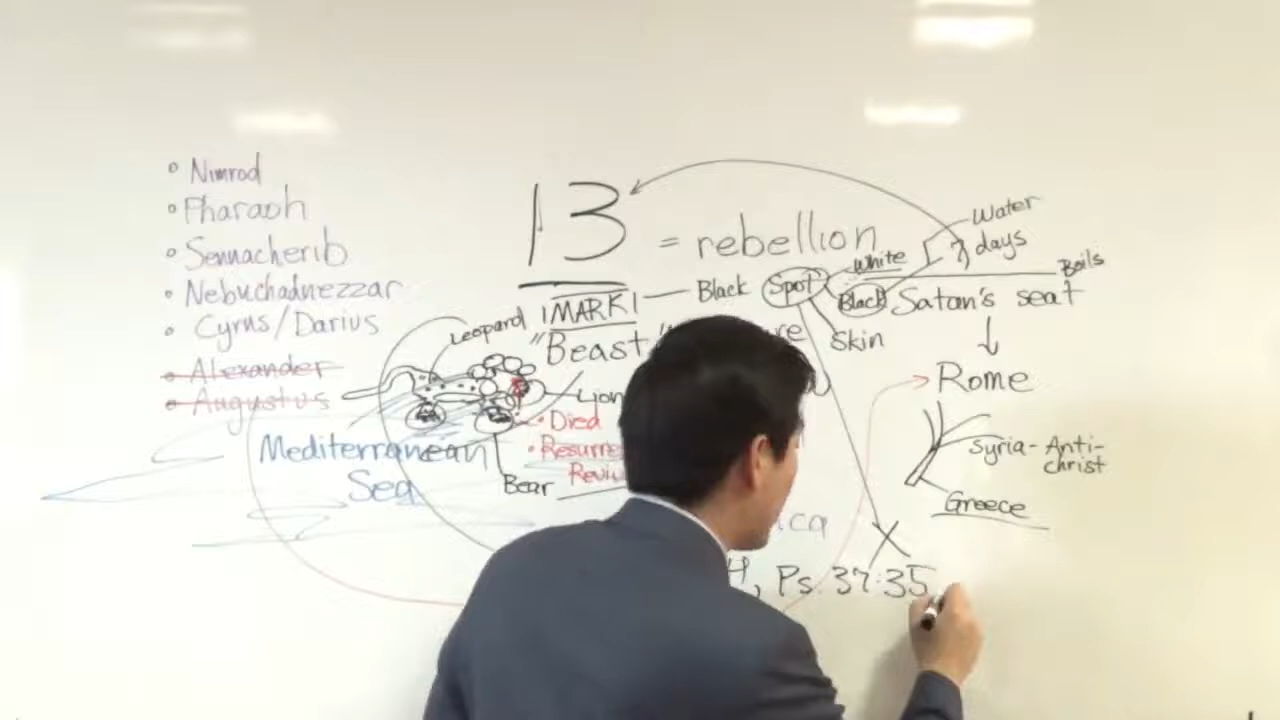 Nimrod
Pharaoh
Sennacherib
Nebuchadnezzar
Cyrus/Darius
Alexander
Augustus
13
= rebellion
MARK
Black
Spot
White
Black
Skin
Water
7 days
Boils
Satan's seat
Rome
Syria - Anti-
christ
Greece
Leopard
"Beast"
Lion
Died
Bear
Mediterranean
Sea
Ps. 37:35